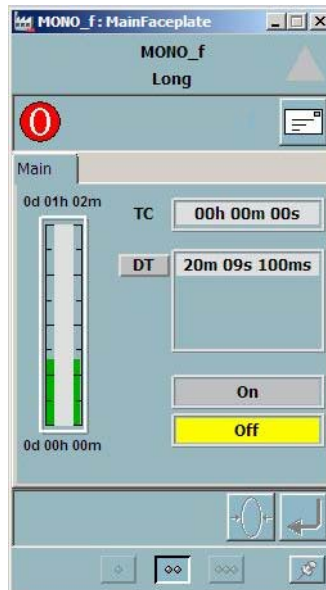 MONO_f: MainFaceplate
MONO_f
Long
0
Main
0d 01h 02m
TC 00h 00m 00s
DT 20m 09s 100ms
On
Off
0d 00h 00m